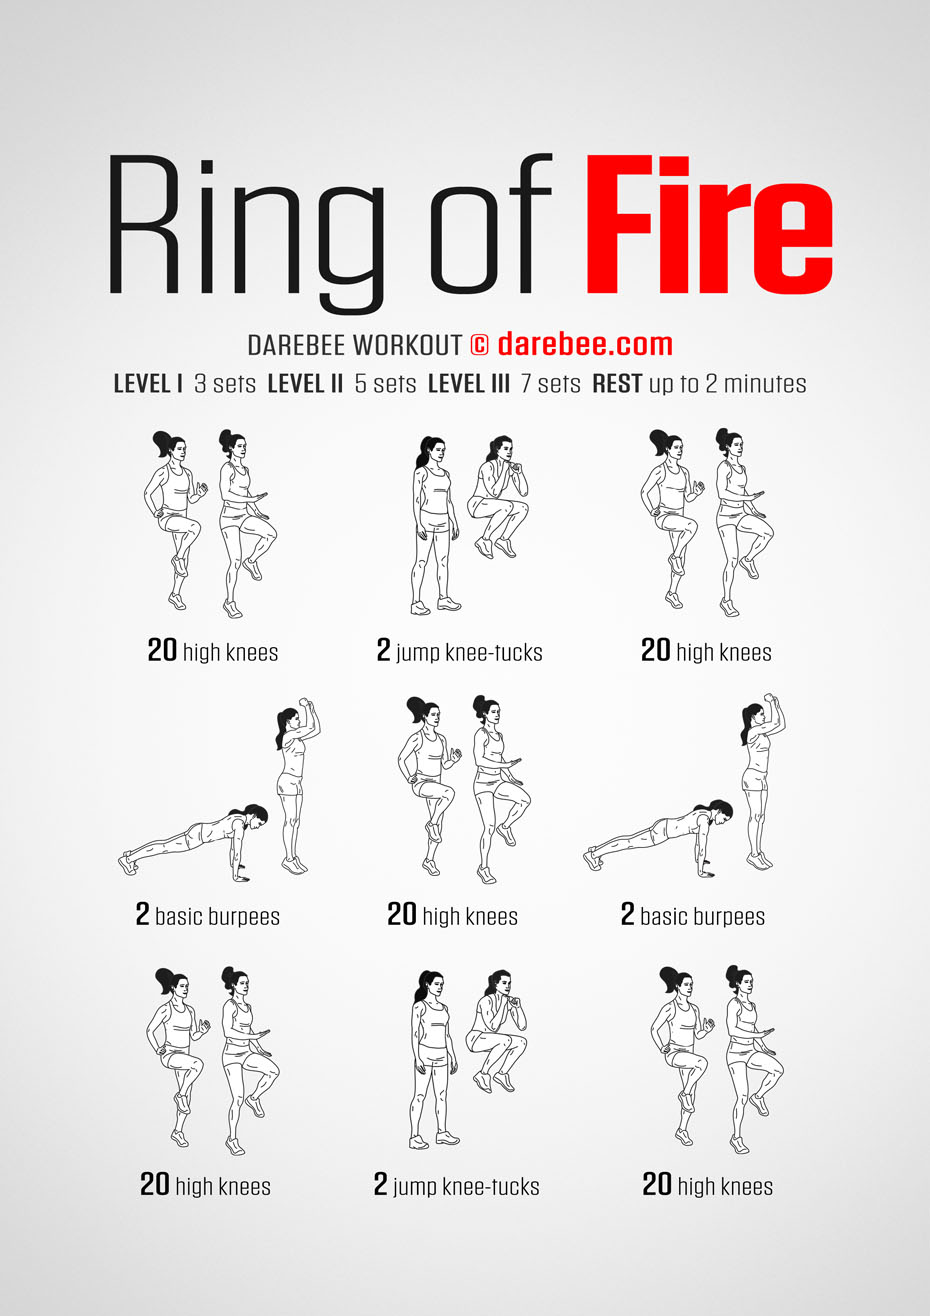 Ring of Fire
DAREBEE WORKOUT © darebee.com
LEVEL I 3 sets LEVEL II 5 sets LEVEL III 7 sets REST up to 2 minutes
20 high knees
2 jump knee-tucks
20 high knees
2 basic burpees
20 high knees
2 basic burpees
20 high knees
2 jump knee-tucks
20 high knees